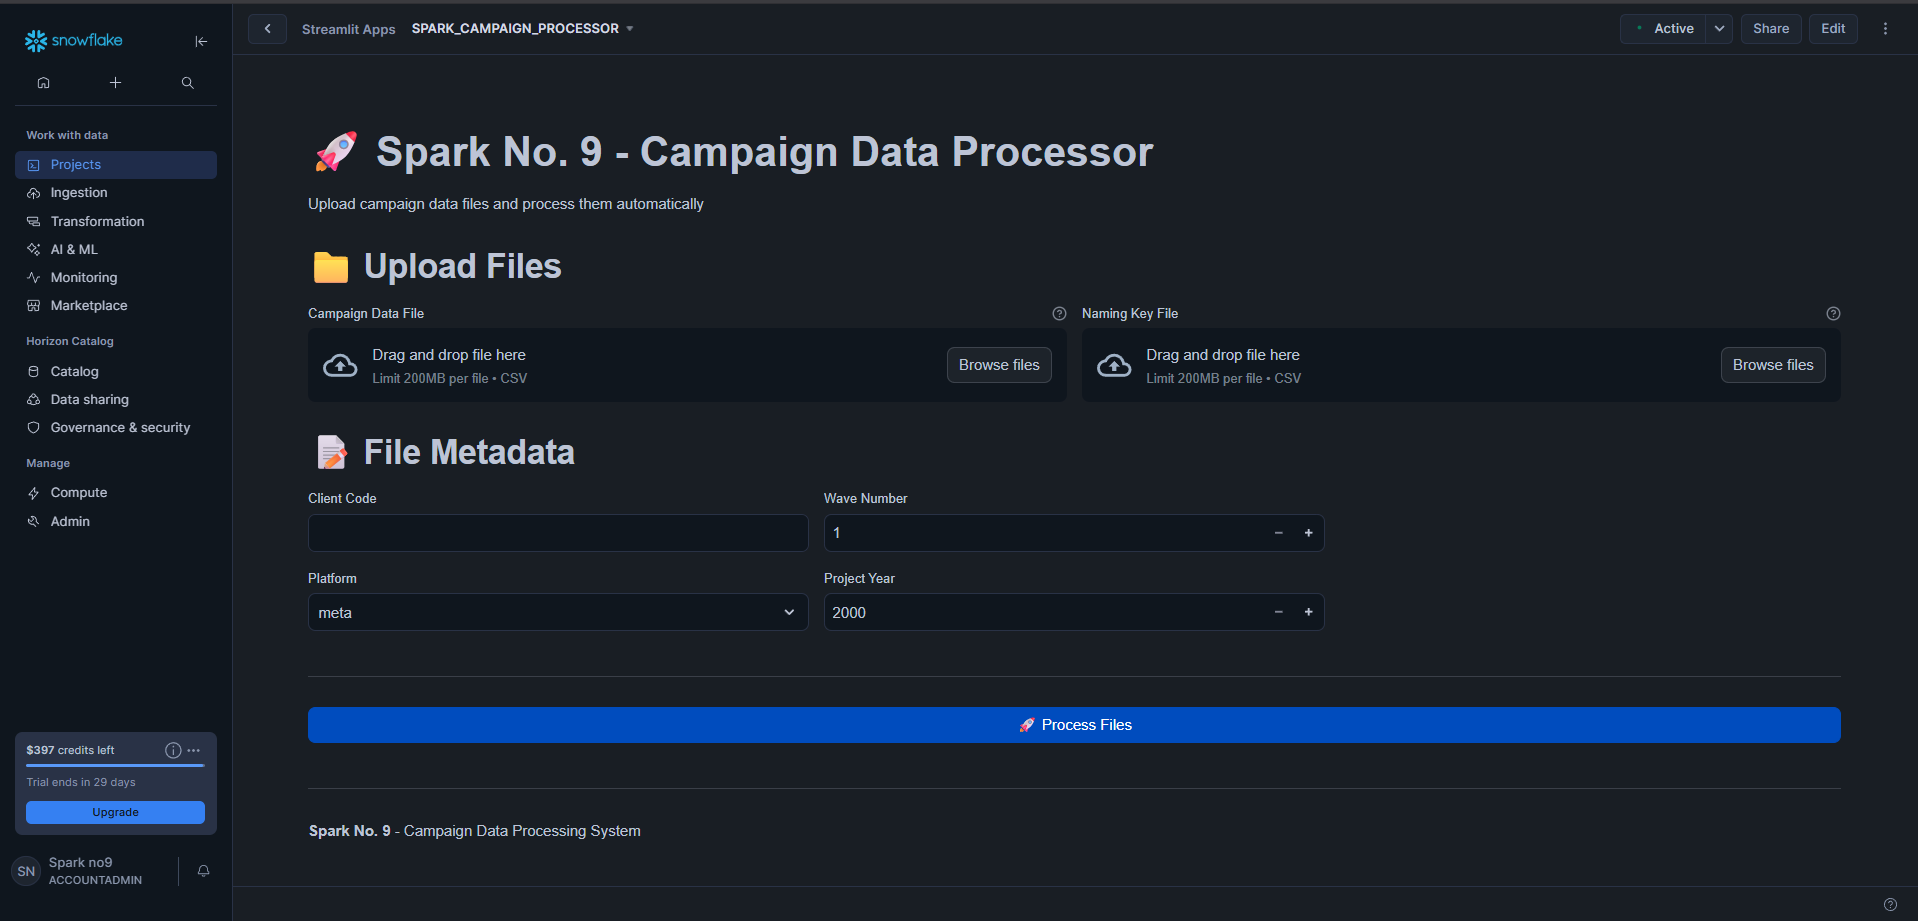 snowflake
Work with data
Projects
Ingestion
Transformation
AI & ML
Monitoring
Marketplace
Horizon Catalog
Catalog
Data sharing
Governance & security
Manage
Compute
Admin
$397 credits left
Trial ends in 29 days
Upgrade
SN
Spark no9
ACCOUNTADMIN
Streamlit Apps SPARK_CAMPAIGN_PROCESSOR
Active
Share
Edit
Spark No. 9 - Campaign Data Processor
Upload campaign data files and process them automatically
Upload Files
Campaign Data File
Drag and drop file here
Limit 200MB per file • CSV
Browse files
Naming Key File
Drag and drop file here
Limit 200MB per file • CSV
Browse files
File Metadata
Client Code
Wave Number
1
Platform
meta
Project Year
2000
Process Files
Spark No. 9 - Campaign Data Processing System